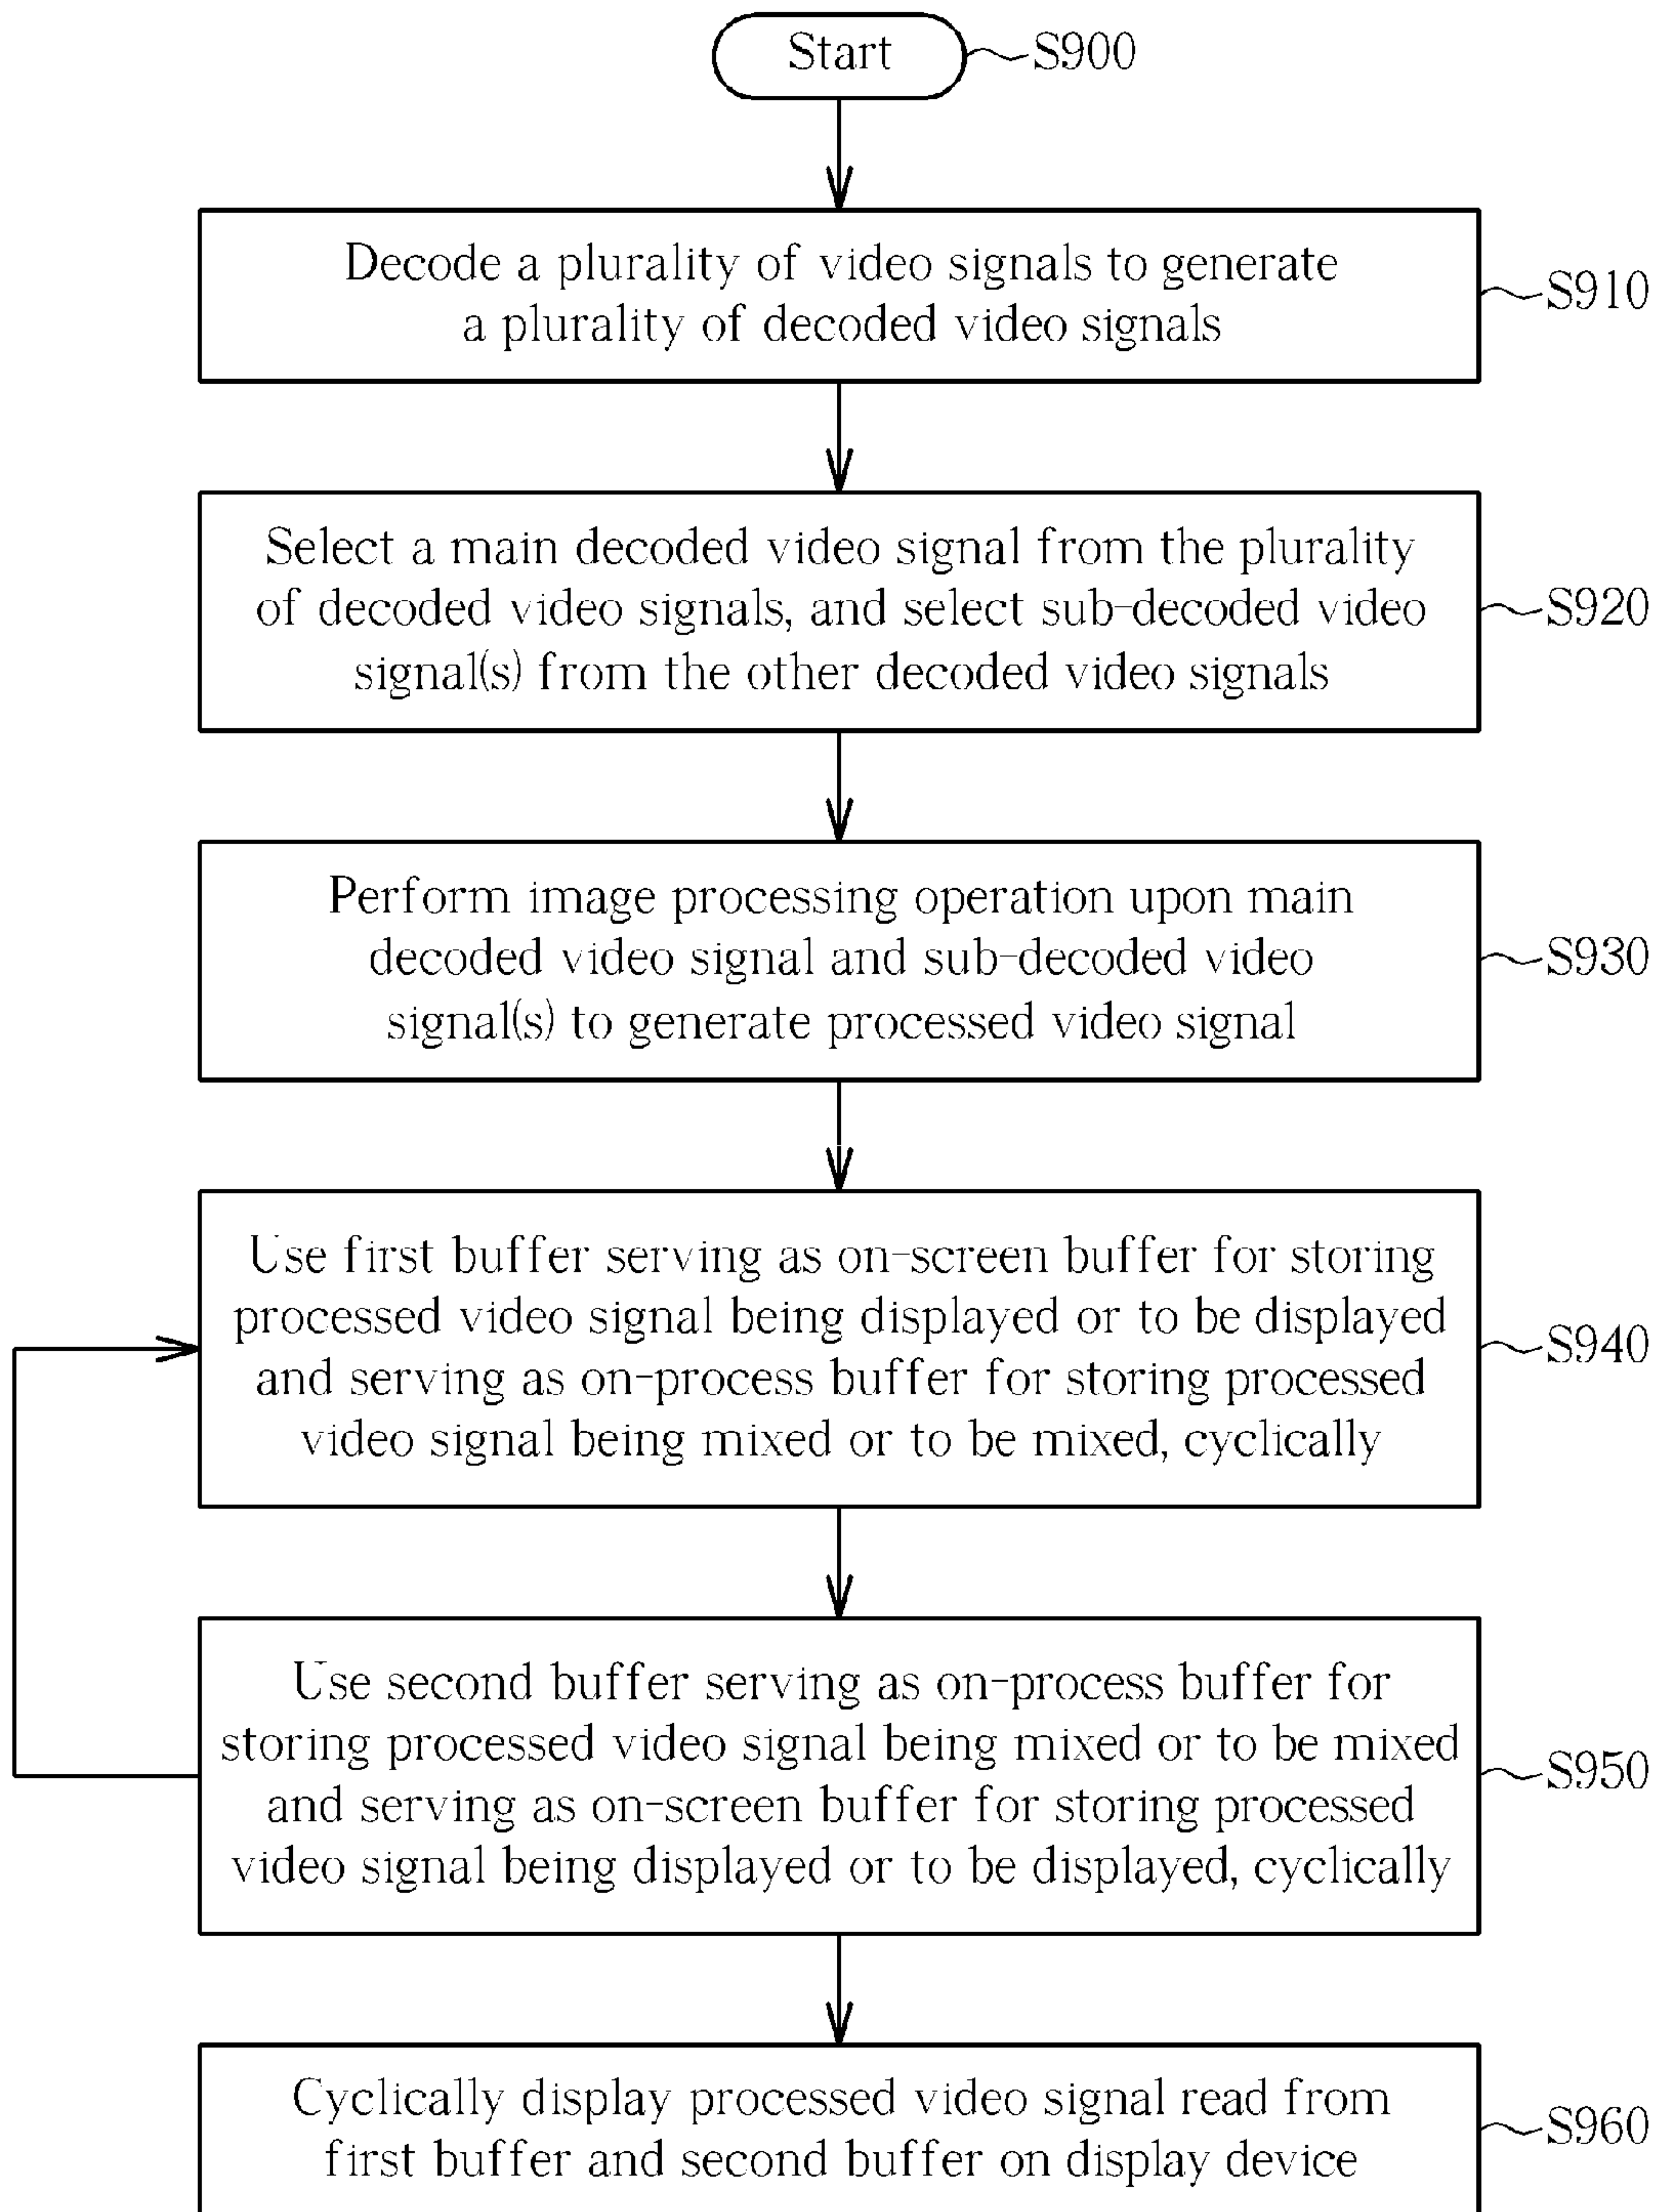 Start
S900
Decode a plurality of video signals to generate
a plurality of decoded video signals
S910
Select a main decoded video signal from the plurality
of decoded video signals, and select sub-decoded video
signal(s) from the other decoded video signals
S920
Perform image processing operation upon main
decoded video signal and sub-decoded video
signal(s) to generate processed video signal
S930
Use first buffer serving as on-screen buffer for storing
processed video signal being displayed or to be displayed
and serving as on-process buffer for storing processed
video signal being mixed or to be mixed, cyclically
S940
Use second buffer serving as on-process buffer for
storing processed video signal being mixed or to be mixed
and serving as on-screen buffer for storing processed
video signal being displayed or to be displayed, cyclically
S950
Cyclically display processed video signal read from
first buffer and second buffer on display device
S960